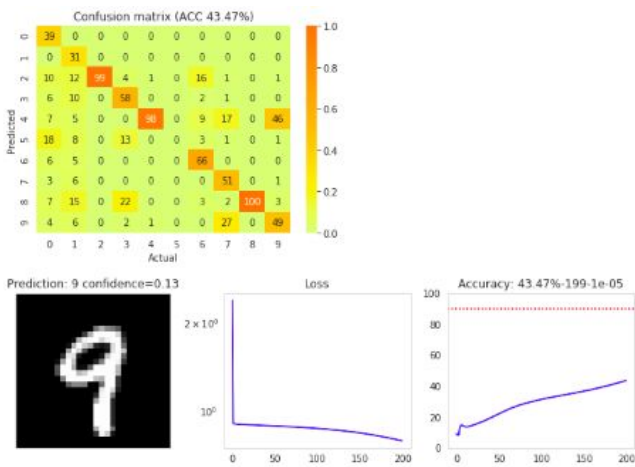 Confusion matrix (ACC 43.47%)
0 39 0 0 0 0 0 0 0 0 0
1 0 31 0 0 0 0 0 0 0 0
2 10 12 99 4 1 0 16 1 0 1
3 6 10 0 58 0 0 2 1 0 0
4 7 5 0 0 98 0 9 17 0 46
5 18 8 0 13 0 0 3 1 0 1
6 6 5 0 0 0 0 66 0 0 0
7 3 6 0 0 0 0 0 51 0 1
8 7 15 0 22 0 0 3 2 100 3
9 4 6 0 2 1 0 0 27 0 49
0 1 2 3 4 5 6 7 8 9
Predicted
Actual
1.0
0.8
0.6
0.4
0.2
0.0
Prediction: 9 confidence=0.13
9
Loss
2 × 10⁰
10⁰
0 50 100 150 200
Accuracy: 43.47%-199-1e-05
100
80
60
40
20
0
0 50 100 150 200